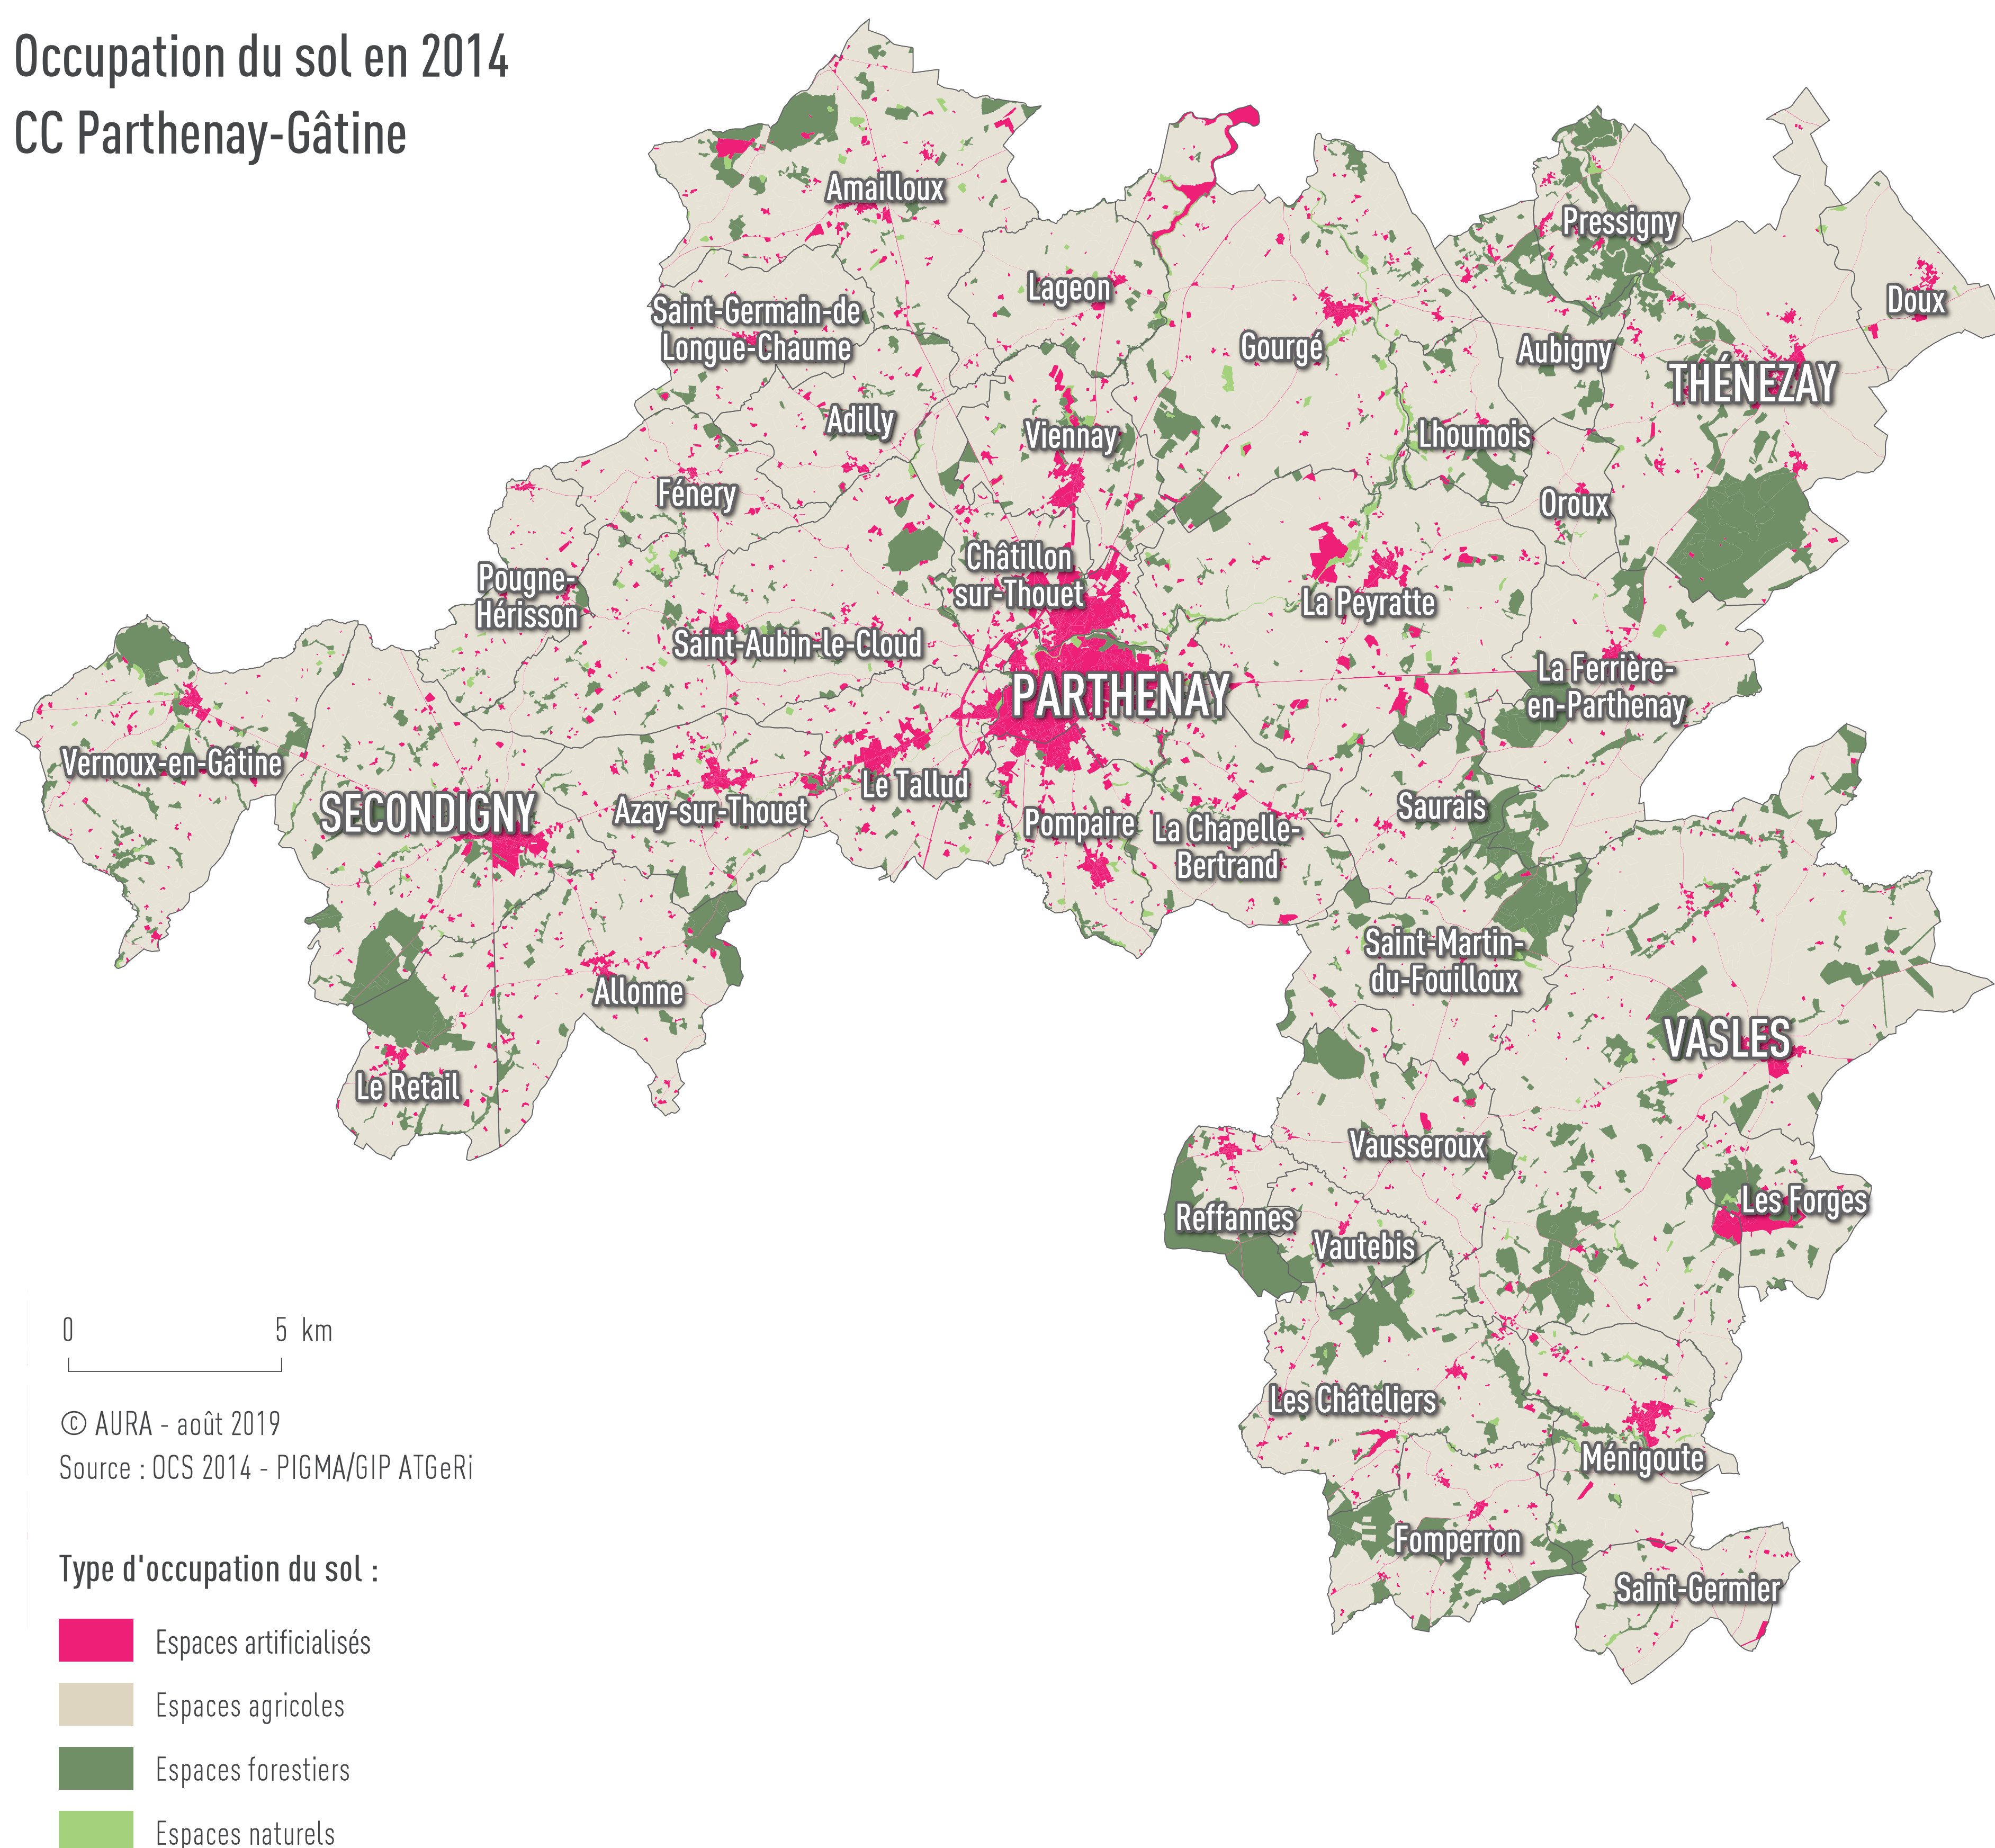 Occupation du sol en 2014
CC Parthenay-Gâtine
Amailloux
Pressigny
Lageon
Doux
Saint-Germain-de
Longue-Chaume
Gourgé
Aubigny
THÉNEZAY
Adilly
Viennay
Lhoumois
Fénery
Oroux
Châtillon
sur-Thouet
Pougne-
Hérisson
La Peyratte
Saint-Aubin-le-Cloud
La Ferrière-
en-Parthenay
PARTHENAY
Vernoux-en-Gâtine
SECONDIGNY
Azay-sur-Thouet
Le Tallud
Pompaire
La Chapelle-
Bertrand
Saurais
Saint-Martin-
du-Fouilloux
Allonne
VASLES
Le Retail
Vausseroux
Les Forges
Reffannes
Vautebis
Les Châteliers
Ménigoute
Fomperron
Saint-Germier
0 5 km
© AURA - août 2019
Source : OCS 2014 - PIGMA/GIP ATGeRi
Type d'occupation du sol :
Espaces artificialisés
Espaces agricoles
Espaces forestiers
Espaces naturels